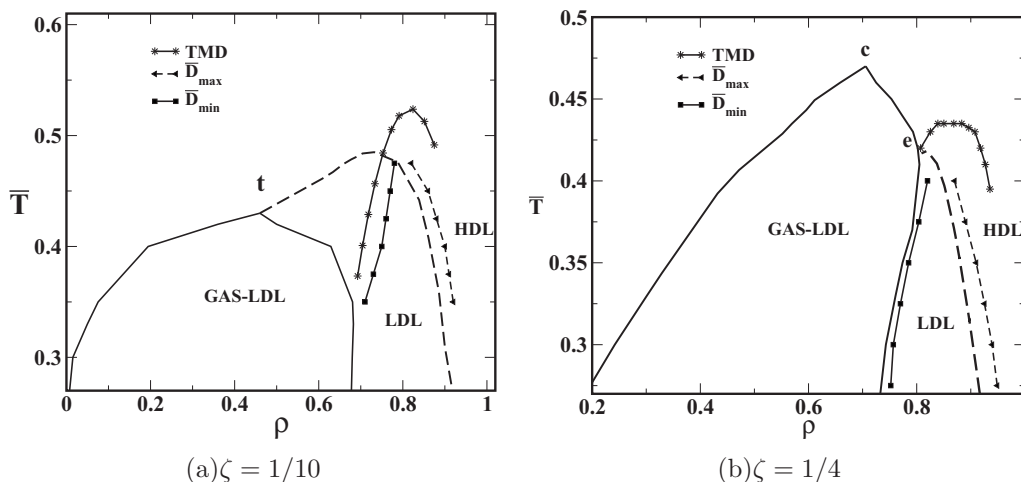 0.6
TMD
D̅max
D̅min
0.5
t
T̅
0.4
HDL
GAS-LDL
LDL
0.3
0 0.2 0.4 0.6 0.8 1
ρ
(a)ζ = 1/10
0.5
TMD
D̅max
D̅min
c
0.45
e
T̅
0.4
GAS-LDL
HDL
0.35
LDL
0.3
0.2 0.4 0.6 0.8
ρ
(b)ζ = 1/4